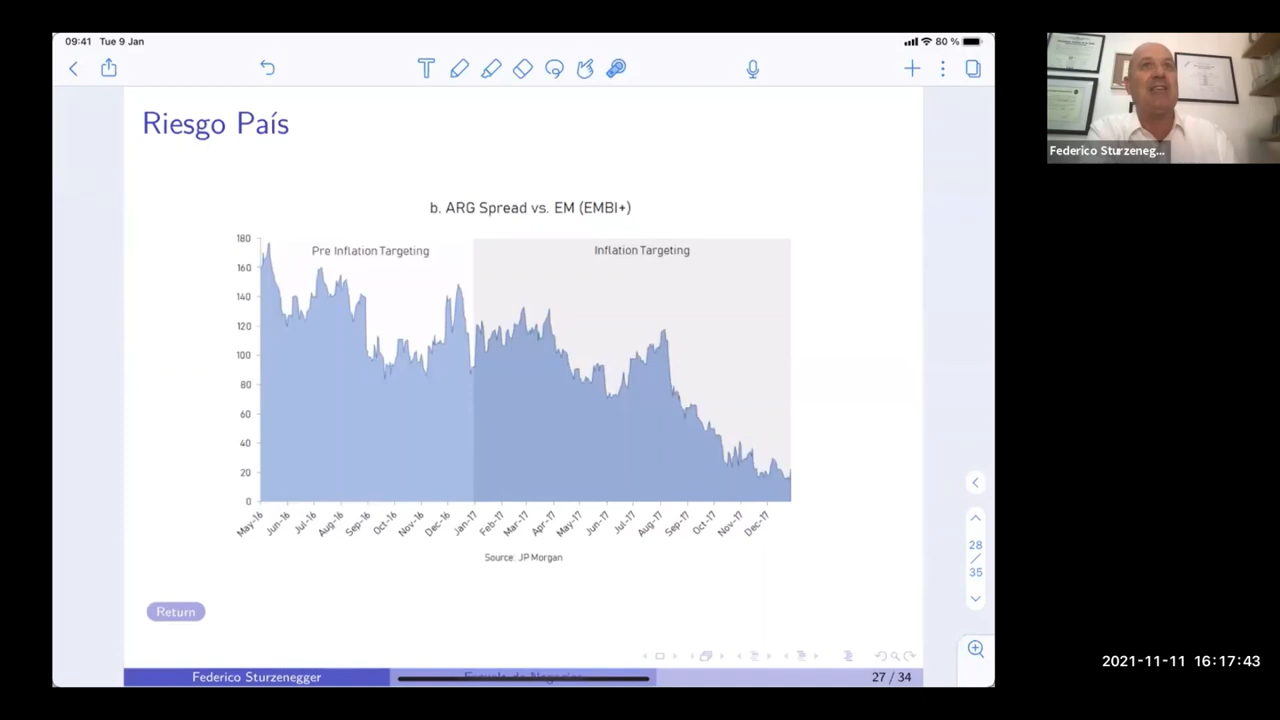 09:41 Tue 9 Jan
80 %
Riesgo País
b. ARG Spread vs. EM (EMBI+)
Pre Inflation Targeting
Inflation Targeting
180
160
140
120
100
80
60
40
20
0
May-16
Jun-16
Jul-16
Aug-16
Sep-16
Oct-16
Nov-16
Dec-16
Jan-17
Feb-17
Mar-17
Apr-17
May-17
Jun-17
Jul-17
Aug-17
Sep-17
Oct-17
Nov-17
Dec-17
Source: JP Morgan
Return
28
/
35
Federico Sturzenegger
Escuela de Negocios
27 / 34
Federico Sturzeneg...
2021-11-11 16:17:43